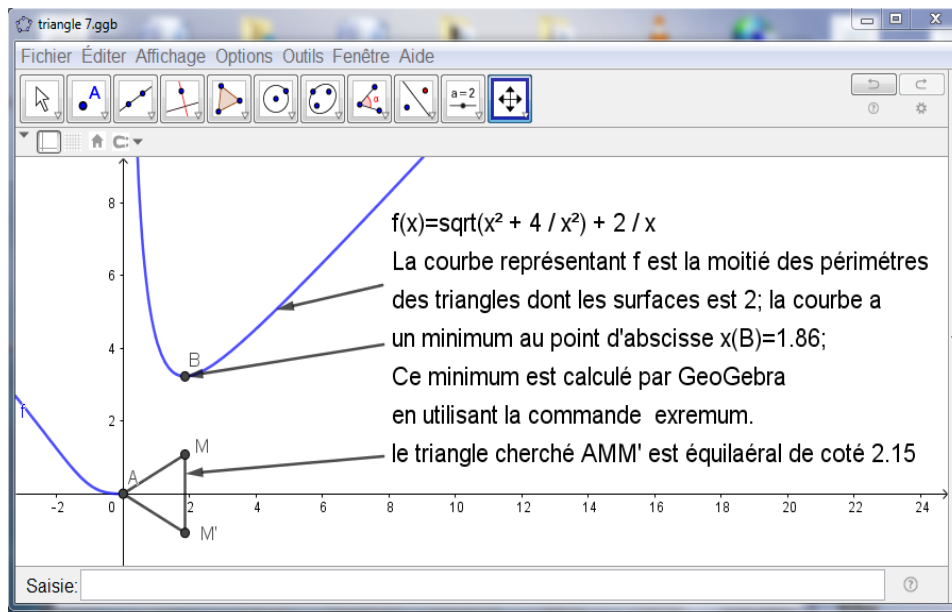 triangle 7.ggb
Fichier Éditer Affichage Options Outils Fenêtre Aide
A
α
a=2
8
6
4
2
f(x)=sqrt(x² + 4 / x²) + 2 / x
La courbe représentant f est la moitié des périmétres
des triangles dont les surfaces est 2; la courbe a
un minimum au point d'abscisse x(B)=1.86;
Ce minimum est calculé par GeoGebra
en utilisant la commande exremum.
le triangle cherché AMM' est équilaéral de coté 2.15
B
f
M
A
M'
-2 0 2 4 6 8 10 12 14 16 18 20 22 24
Saisie: